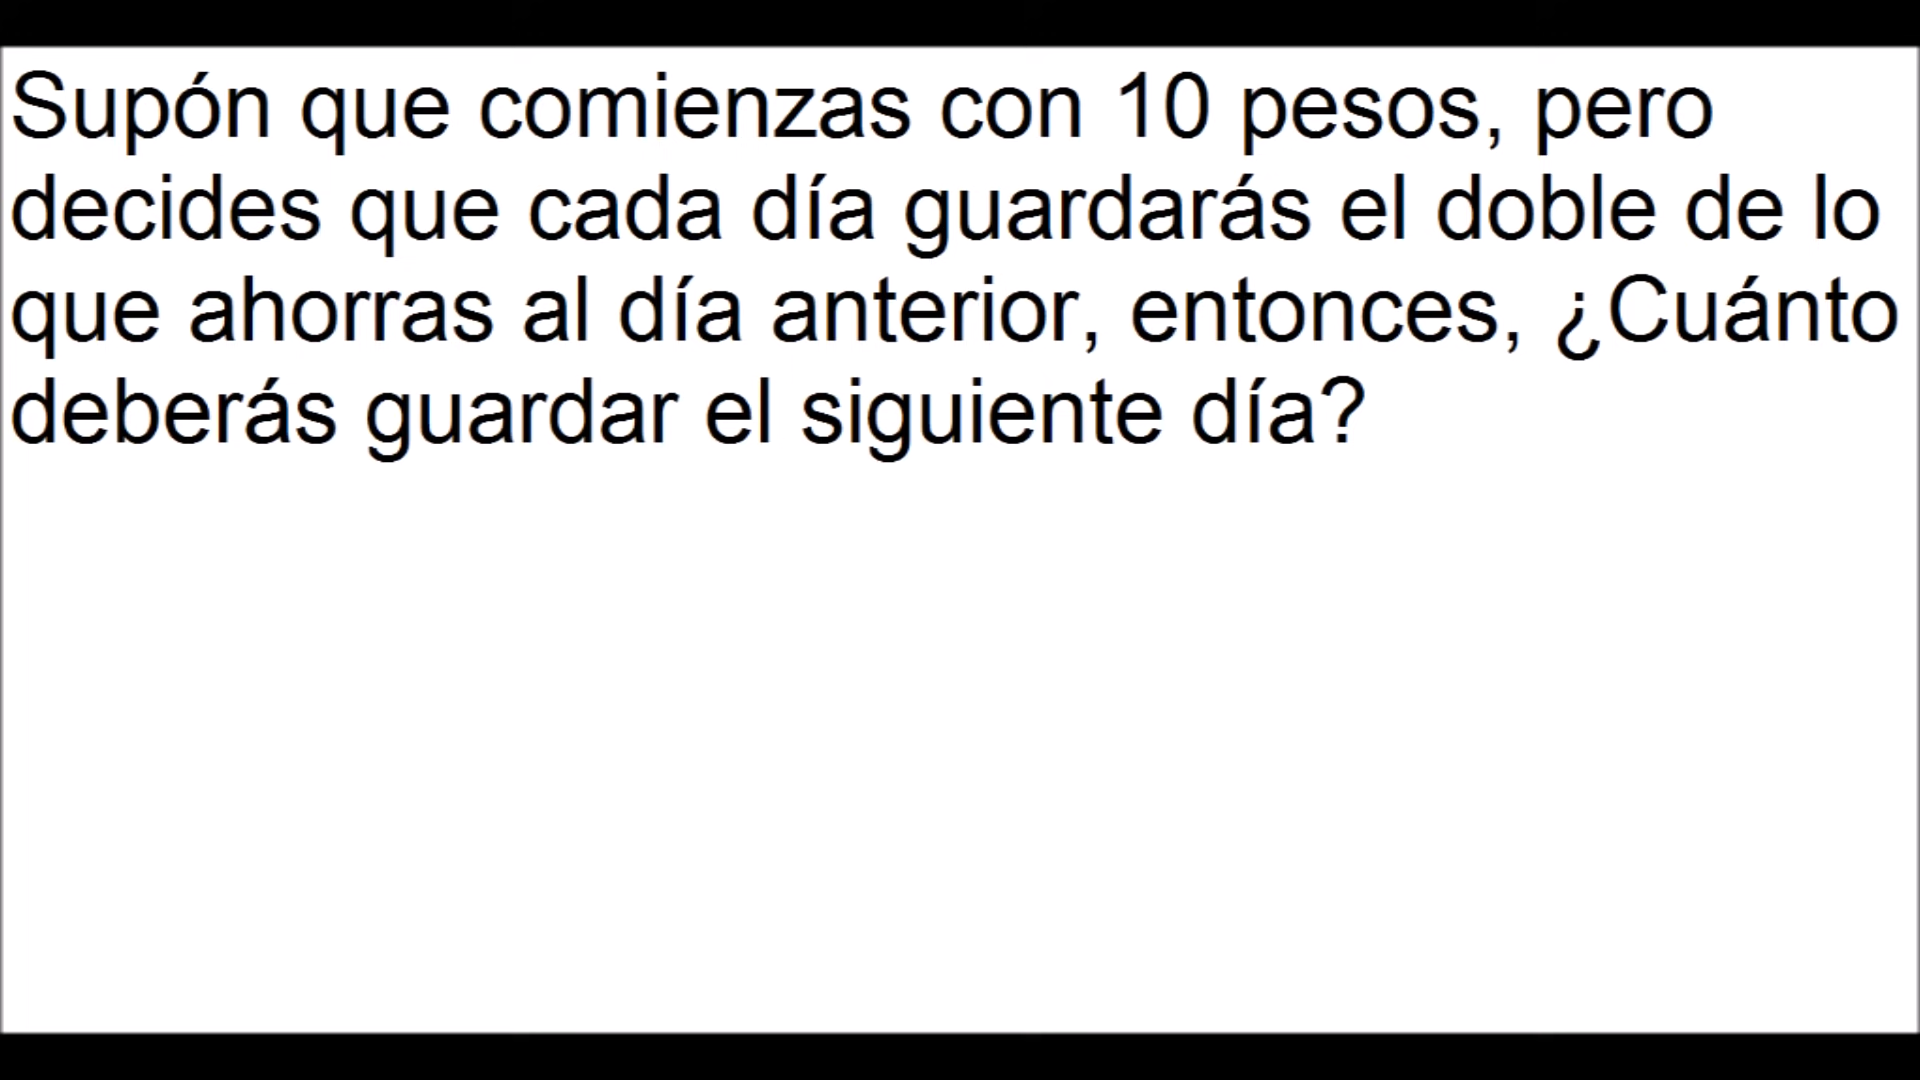 Supón que comienzas con 10 pesos, pero
decides que cada día guardarás el doble de lo
que ahorras al día anterior, entonces, ¿Cuánto
deberás guardar el siguiente día?